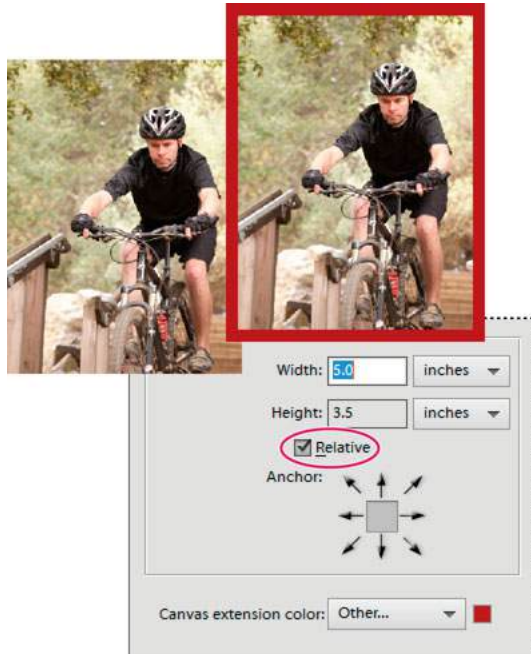 Width: 5.0 inches
Height: 3.5 inches
Relative
Anchor:
Canvas extension color: Other...